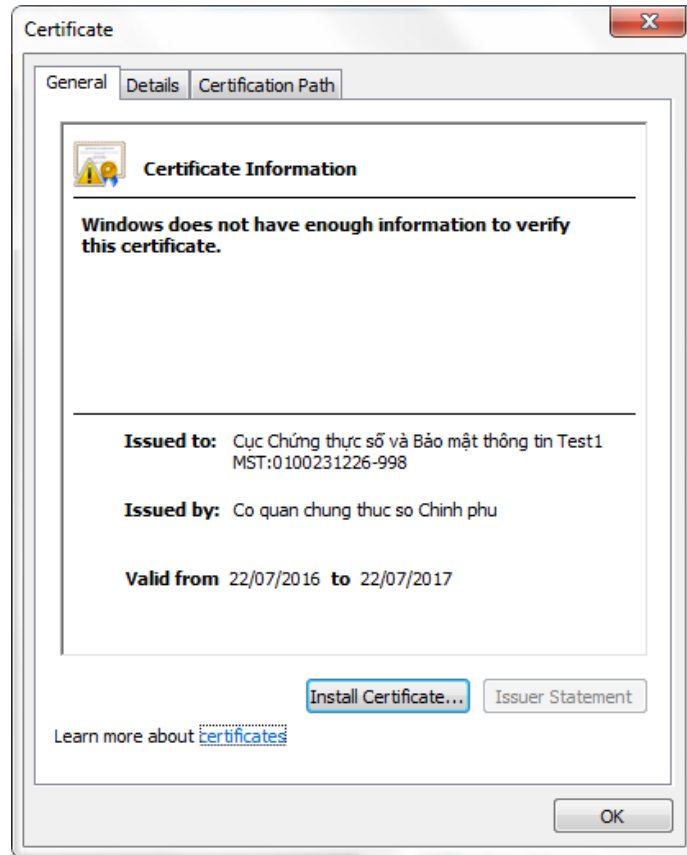 Certificate
General Details Certification Path
Certificate Information
Windows does not have enough information to verify
this certificate.
Issued to: Cục Chứng thực số và Bảo mật thông tin Test1
MST:0100231226-998
Issued by: Co quan chung thuc so Chinh phu
Valid from 22/07/2016 to 22/07/2017
Install Certificate... Issuer Statement
Learn more about certificates
OK